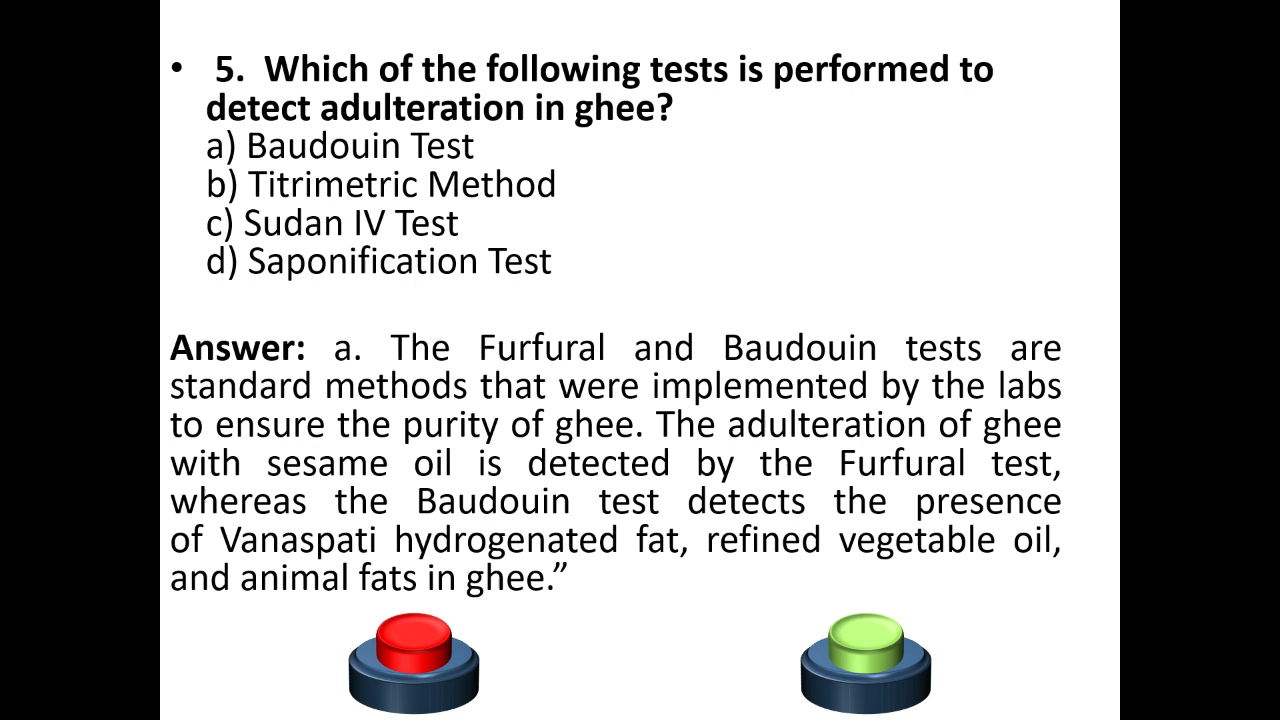 • 5. Which of the following tests is performed to
detect adulteration in ghee?
a) Baudouin Test
b) Titrimetric Method
c) Sudan IV Test
d) Saponification Test
Answer: a. The Furfural and Baudouin tests are
standard methods that were implemented by the labs
to ensure the purity of ghee. The adulteration of ghee
with sesame oil is detected by the Furfural test,
whereas the Baudouin test detects the presence
of Vanaspati hydrogenated fat, refined vegetable oil,
and animal fats in ghee.”